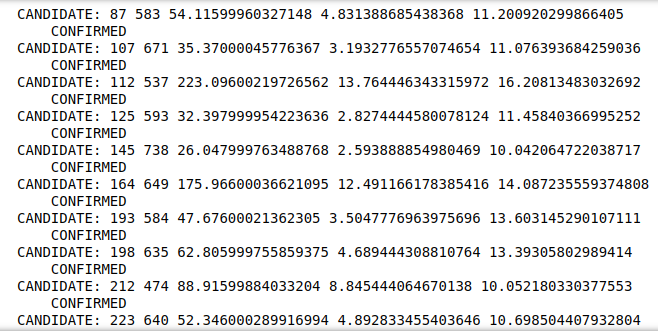 CANDIDATE: 87 583 54.11599960327148 4.831388685438368 11.200920299866405
CONFIRMED
CANDIDATE: 107 671 35.37000045776367 3.1932776557074654 11.076393684259036
CONFIRMED
CANDIDATE: 112 537 223.09600219726562 13.764446343315972 16.20813483032692
CONFIRMED
CANDIDATE: 125 593 32.397999954223636 2.8274444580078124 11.45840366995252
CONFIRMED
CANDIDATE: 145 738 26.047999763488768 2.593888854980469 10.042064722038717
CONFIRMED
CANDIDATE: 164 649 175.96600036621095 12.491166178385416 14.087235559374808
CONFIRMED
CANDIDATE: 193 584 47.67600021362305 3.5047776963975696 13.603145290107111
CONFIRMED
CANDIDATE: 198 635 62.805999755859375 4.689444308810764 13.39305802989414
CONFIRMED
CANDIDATE: 212 474 88.91599884033204 8.845444064670138 10.052180330377553
CONFIRMED
CANDIDATE: 223 640 52.346000289916994 4.892833455403646 10.698504407932804